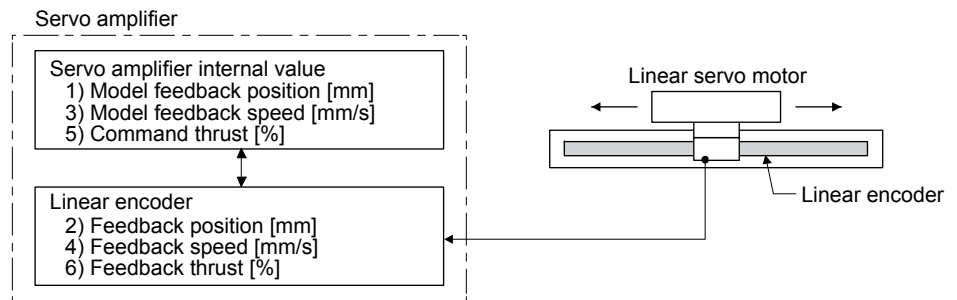 Servo amplifier
Servo amplifier internal value
1) Model feedback position [mm]
3) Model feedback speed [mm/s]
5) Command thrust [%]
Linear encoder
2) Feedback position [mm]
4) Feedback speed [mm/s]
6) Feedback thrust [%]
Linear servo motor
Linear encoder